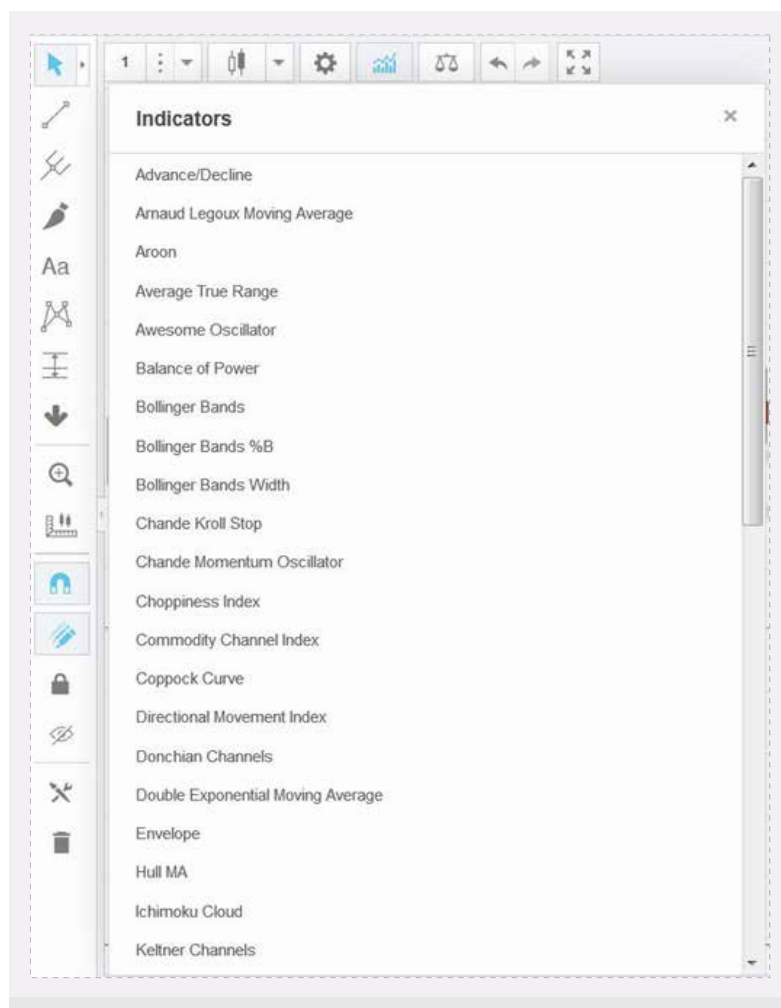 1
Indicators
Advance/Decline
Arnaud Legoux Moving Average
Aroon
Average True Range
Awesome Oscillator
Balance of Power
Bollinger Bands
Bollinger Bands %B
Bollinger Bands Width
Chande Kroll Stop
Chande Momentum Oscillator
Choppiness Index
Commodity Channel Index
Coppock Curve
Directional Movement Index
Donchian Channels
Double Exponential Moving Average
Envelope
Hull MA
Ichimoku Cloud
Keltner Channels
Aa